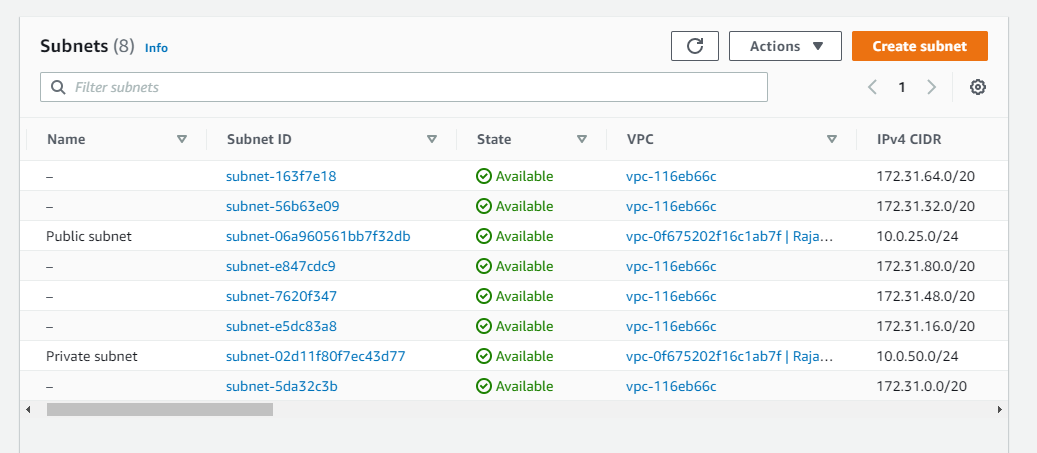 Subnets (8) Info Actions Create subnet
Filter subnets 1
Name Subnet ID State VPC IPv4 CIDR
– subnet-163f7e18 Available vpc-116eb66c 172.31.64.0/20
– subnet-56b63e09 Available vpc-116eb66c 172.31.32.0/20
Public subnet subnet-06a960561bb7f32db Available vpc-0f675202f16c1ab7f | Raja... 10.0.25.0/24
– subnet-e847cdc9 Available vpc-116eb66c 172.31.80.0/20
– subnet-7620f347 Available vpc-116eb66c 172.31.48.0/20
– subnet-e5dc83a8 Available vpc-116eb66c 172.31.16.0/20
Private subnet subnet-02d11f80f7ec43d77 Available vpc-0f675202f16c1ab7f | Raja... 10.0.50.0/24
– subnet-5da32c3b Available vpc-116eb66c 172.31.0.0/20